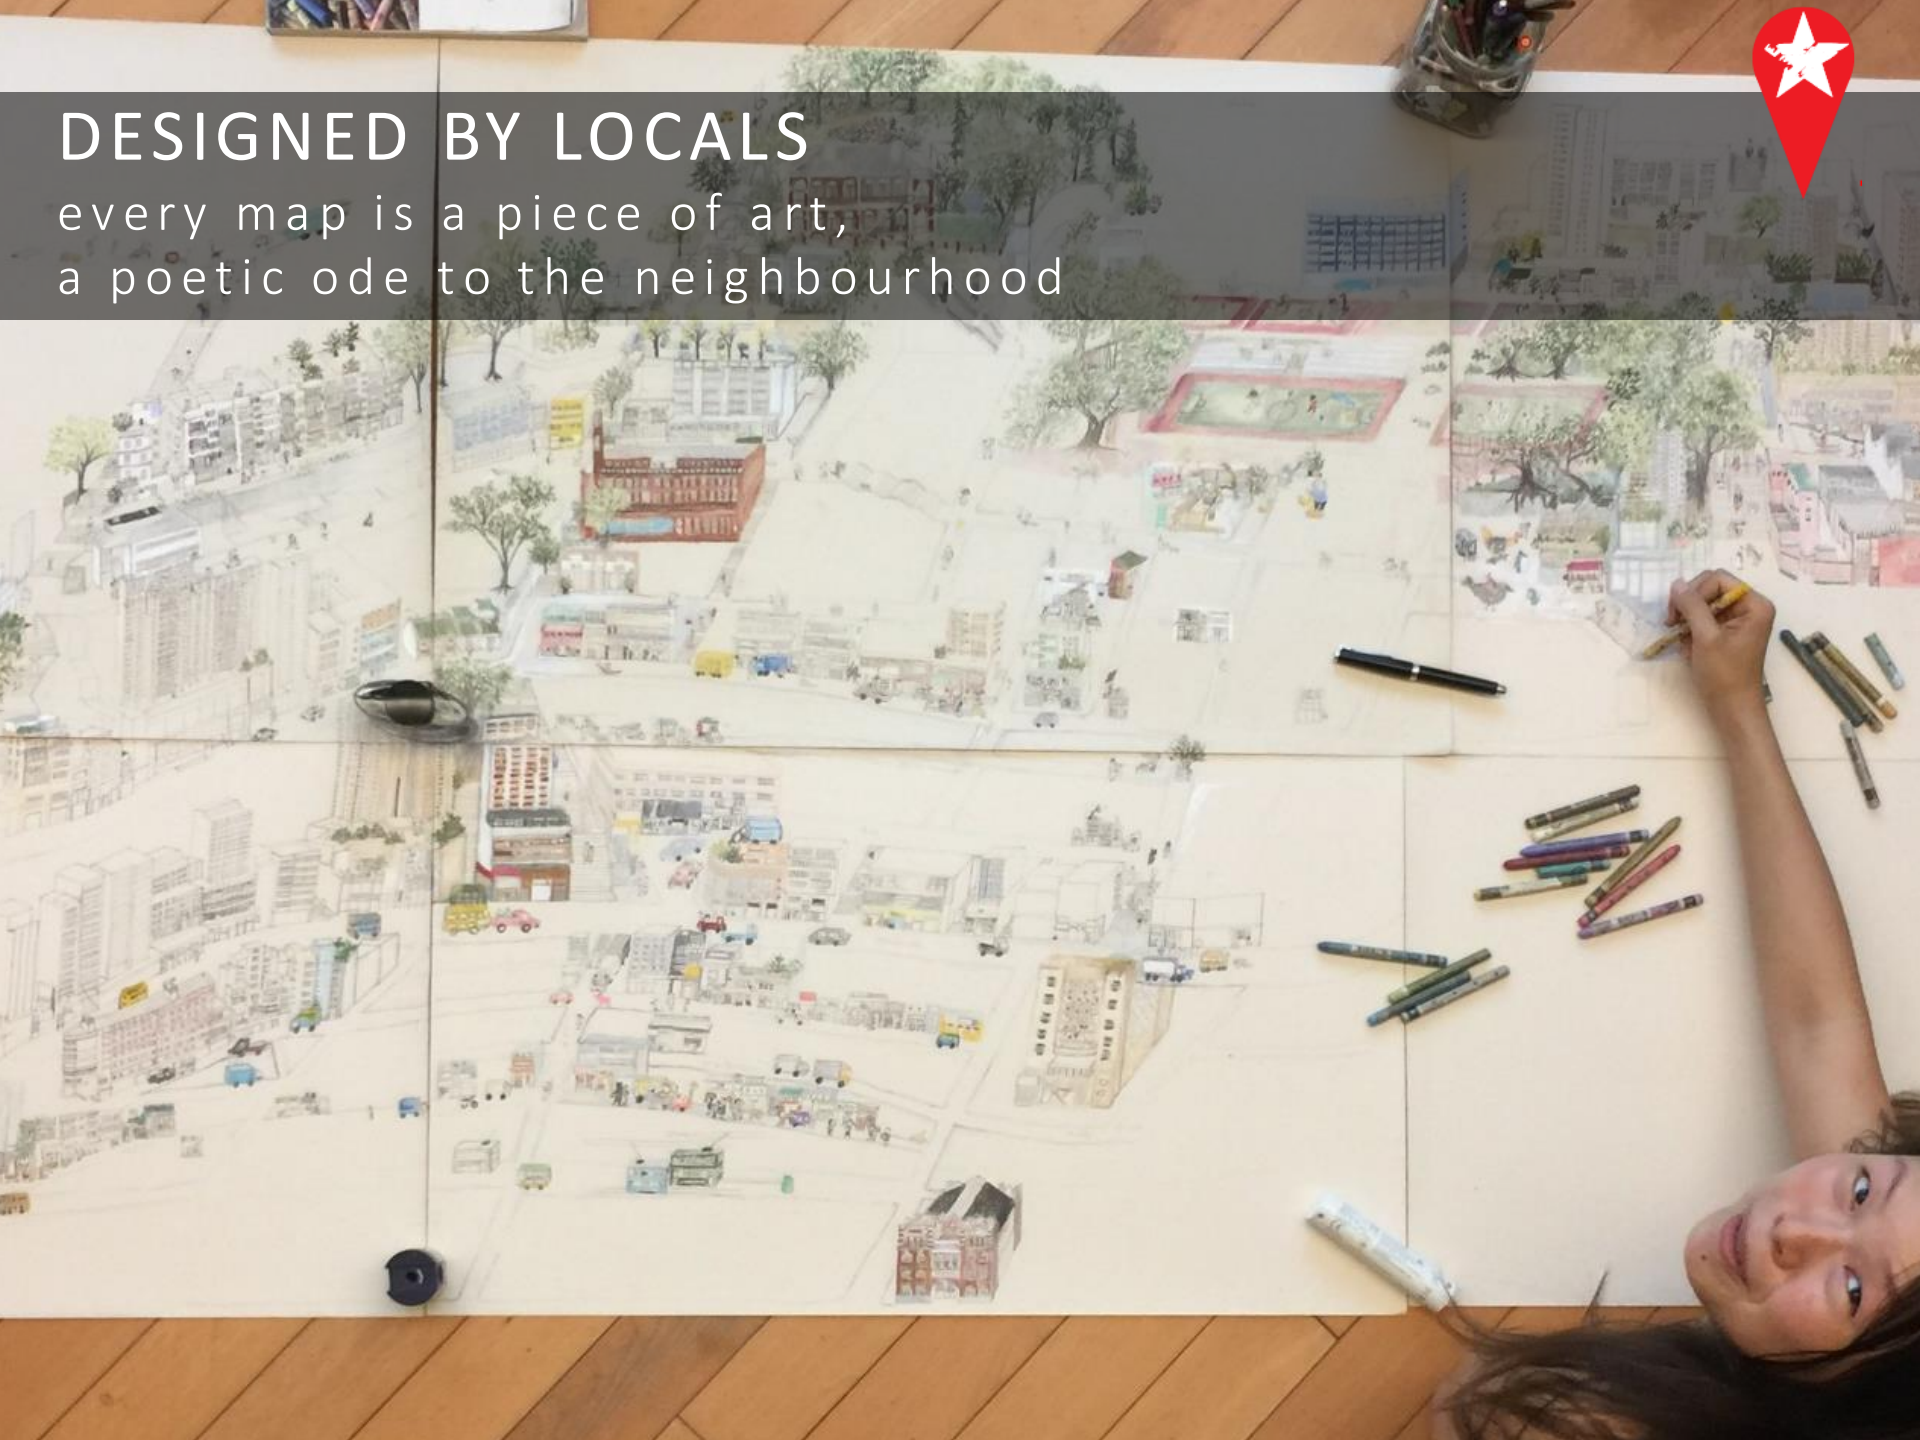 DESIGNED BY LOCALS
every map is a piece of art,
a poetic ode to the neighbourhood